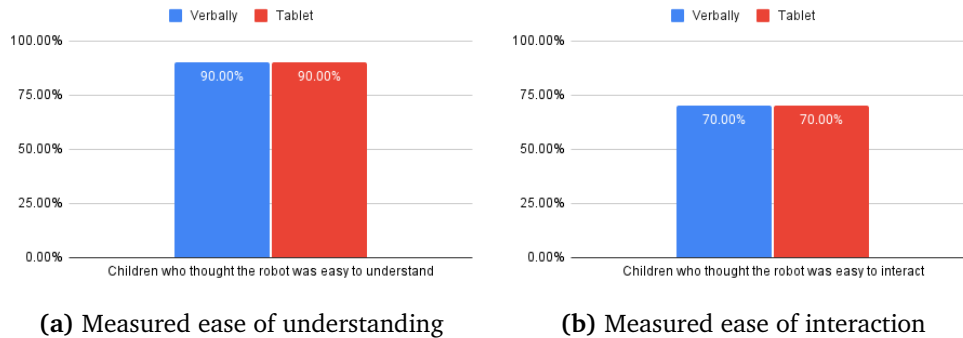 Verbally Tablet
100.00%
75.00%
50.00%
25.00%
0.00%
90.00% 90.00%
Children who thought the robot was easy to understand
(a) Measured ease of understanding
Verbally Tablet
100.00%
75.00%
50.00%
25.00%
0.00%
70.00% 70.00%
Children who thought the robot was easy to interact
(b) Measured ease of interaction